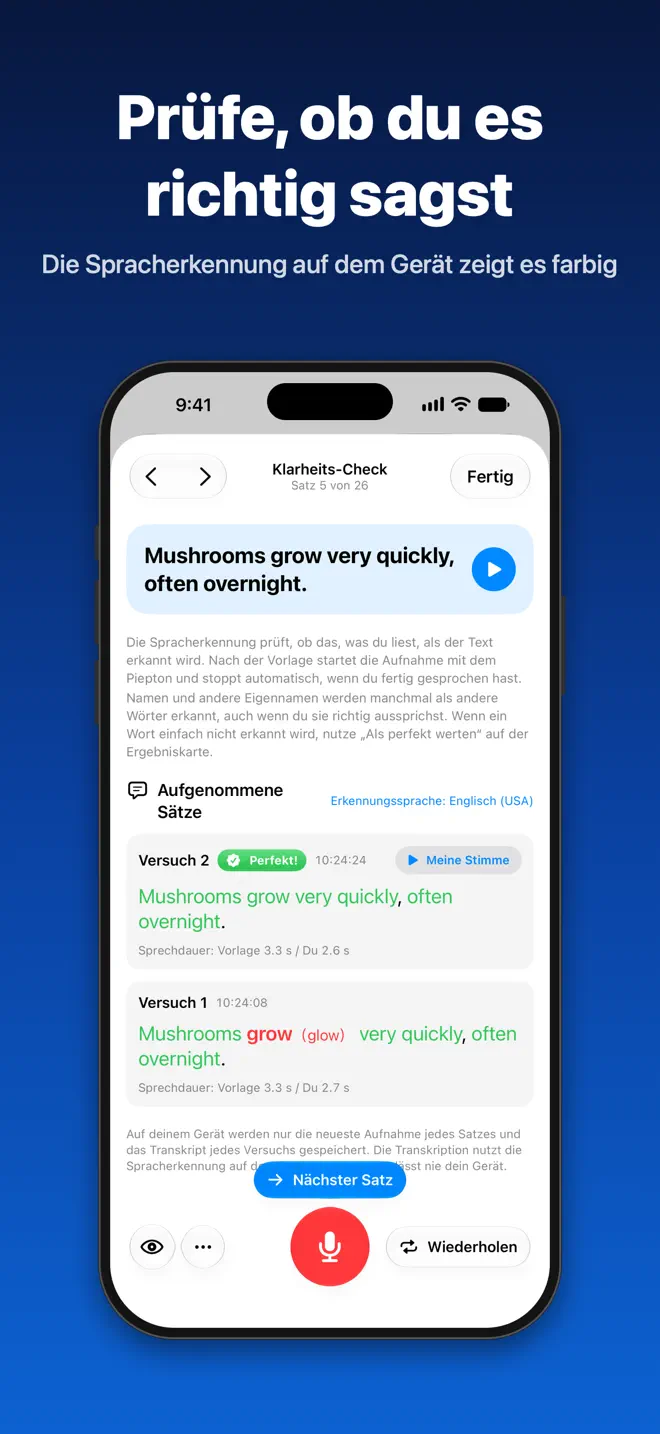 Prüfe, ob du es
richtig sagst
Die Spracherkennung auf dem Gerät zeigt es farbig
9:41
Klarheits-Check
Satz 5 von 26
Fertig
Mushrooms grow very quickly,
often overnight.
Die Spracherkennung prüft, ob das, was du liest, als der Text
erkannt wird. Nach der Vorlage startet die Aufnahme mit dem
Piepton und stoppt automatisch, wenn du fertig gesprochen hast.
Namen und andere Eigennamen werden manchmal als andere
Wörter erkannt, auch wenn du sie richtig aussprichst. Wenn ein
Wort einfach nicht erkannt wird, nutze „Als perfekt werten“ auf der
Ergebniskarte.
Aufgenommene
Sätze
Erkennungssprache: Englisch (USA)
Versuch 2 Perfekt! 10:24:24 Meine Stimme
Mushrooms grow very quickly, often
overnight.
Sprechdauer: Vorlage 3.3 s / Du 2.6 s
Versuch 1 10:24:08
Mushrooms grow (glow) very quickly, often
overnight.
Sprechdauer: Vorlage 3.3 s / Du 2.7 s
Auf deinem Gerät werden nur die neueste Aufnahme jedes Satzes und
das Transkript jedes Versuchs gespeichert. Die Transkription nutzt die
Spracherkennung auf nie dein Gerät.
Nächster Satz
Wiederholen